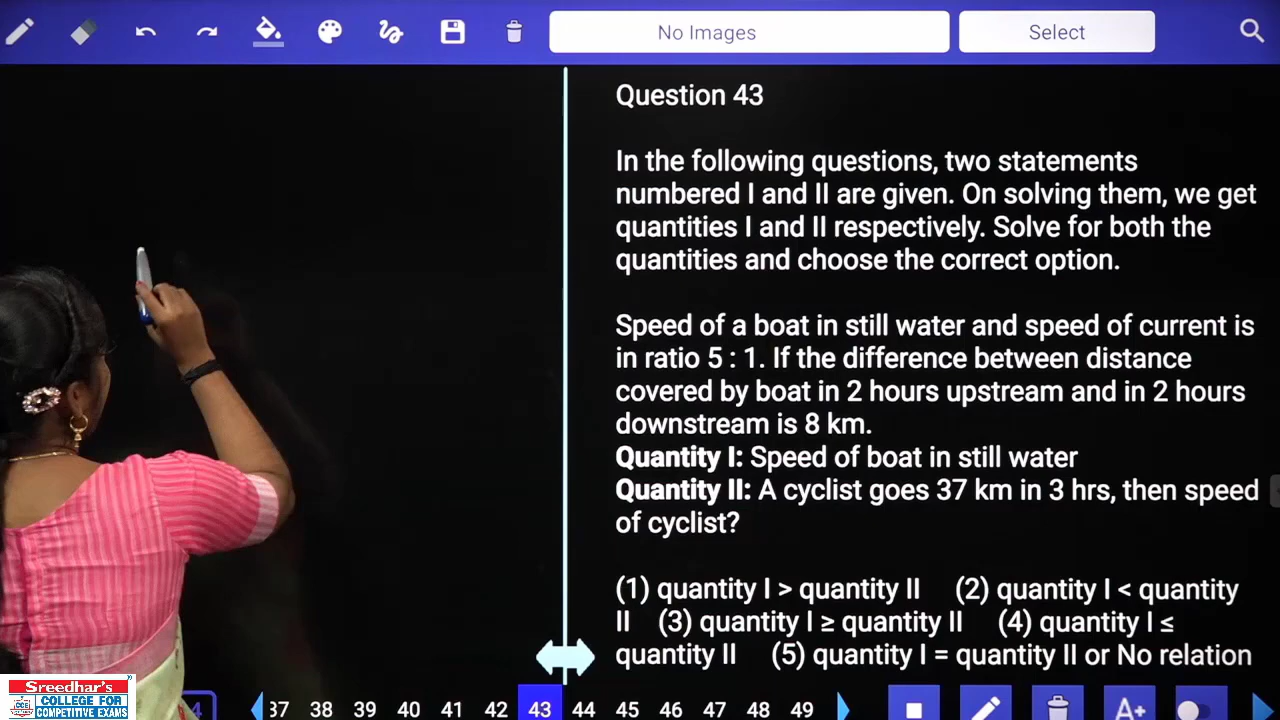 No Images
Select
Question 43
In the following questions, two statements
numbered I and II are given. On solving them, we get
quantities I and II respectively. Solve for both the
quantities and choose the correct option.
Speed of a boat in still water and speed of current is
in ratio 5 : 1. If the difference between distance
covered by boat in 2 hours upstream and in 2 hours
downstream is 8 km.
Quantity I: Speed of boat in still water
Quantity II: A cyclist goes 37 km in 3 hrs, then speed
of cyclist?
(1) quantity I > quantity II (2) quantity I < quantity
II (3) quantity I ≥ quantity II (4) quantity I ≤
quantity II (5) quantity I = quantity II or No relation
Sreedhar's
CCE
COLLEGE FOR
COMPETITIVE EXAMS
4 37 38 39 40 41 42 43 44 45 46 47 48 49 A+